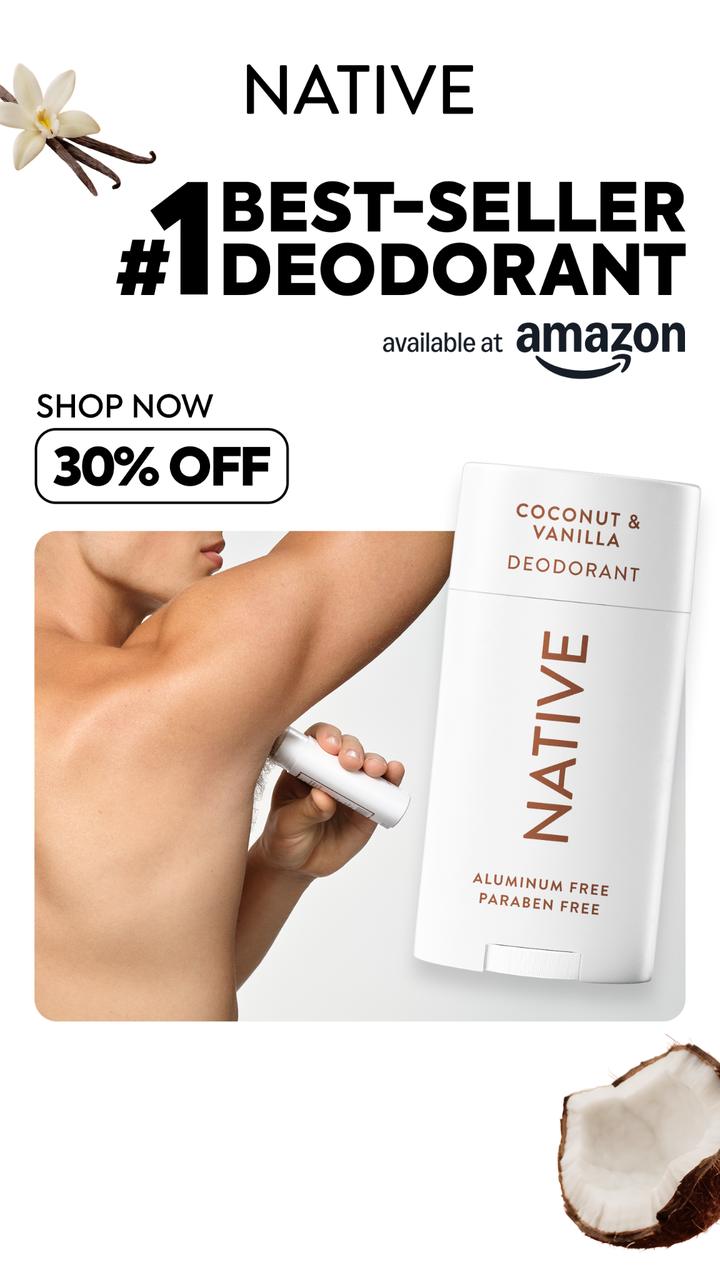 NATIVE
#1 BEST-SELLER
DEODORANT
available at amazon
SHOP NOW
30% OFF
COCONUT &
VANILLA
DEODORANT
NATIVE
ALUMINUM FREE
PARABEN FREE